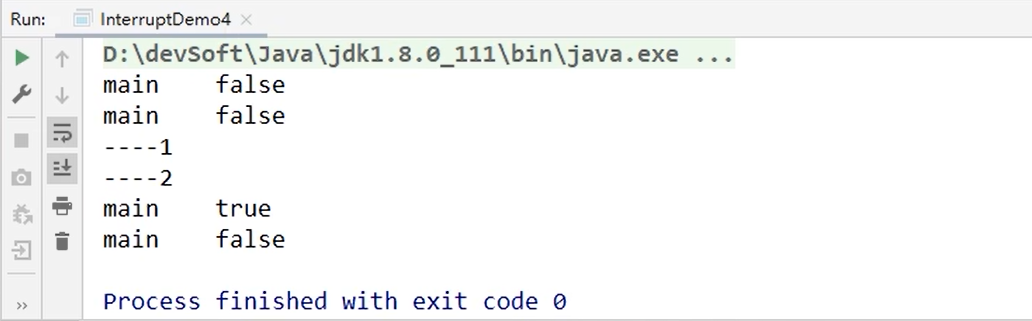 Run: InterruptDemo4 ×
D:\devSoft\Java\jdk1.8.0_111\bin\java.exe ...
main    false
main    false
----1
----2
main    true
main    false
Process finished with exit code 0